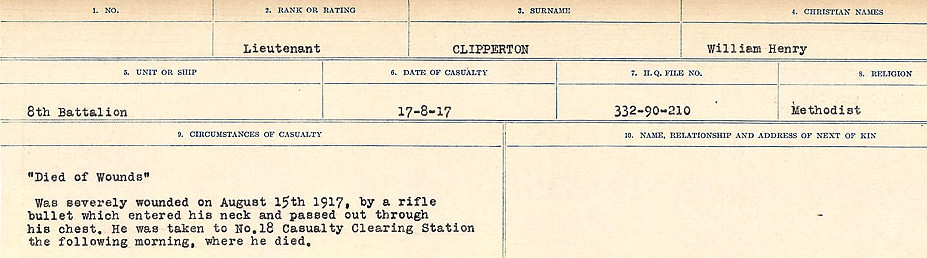 1. NO.
2. RANK OR RATING
3. SURNAME
4. CHRISTIAN NAMES
Lieutenant
CLIPPERTON
William Henry
5. UNIT OR SHIP
6. DATE OF CASUALTY
7. H.Q. FILE NO.
8. RELIGION
8th Battalion
17-8-17
332-90-210
Methodist
9. CIRCUMSTANCES OF CASUALTY
10. NAME, RELATIONSHIP AND ADDRESS OF NEXT OF KIN
"Died of Wounds"
Was severely wounded on August 15th 1917, by a rifle
bullet which entered his neck and passed out through
his chest. He was taken to No.18 Casualty Clearing Station
the following morning, where he died.